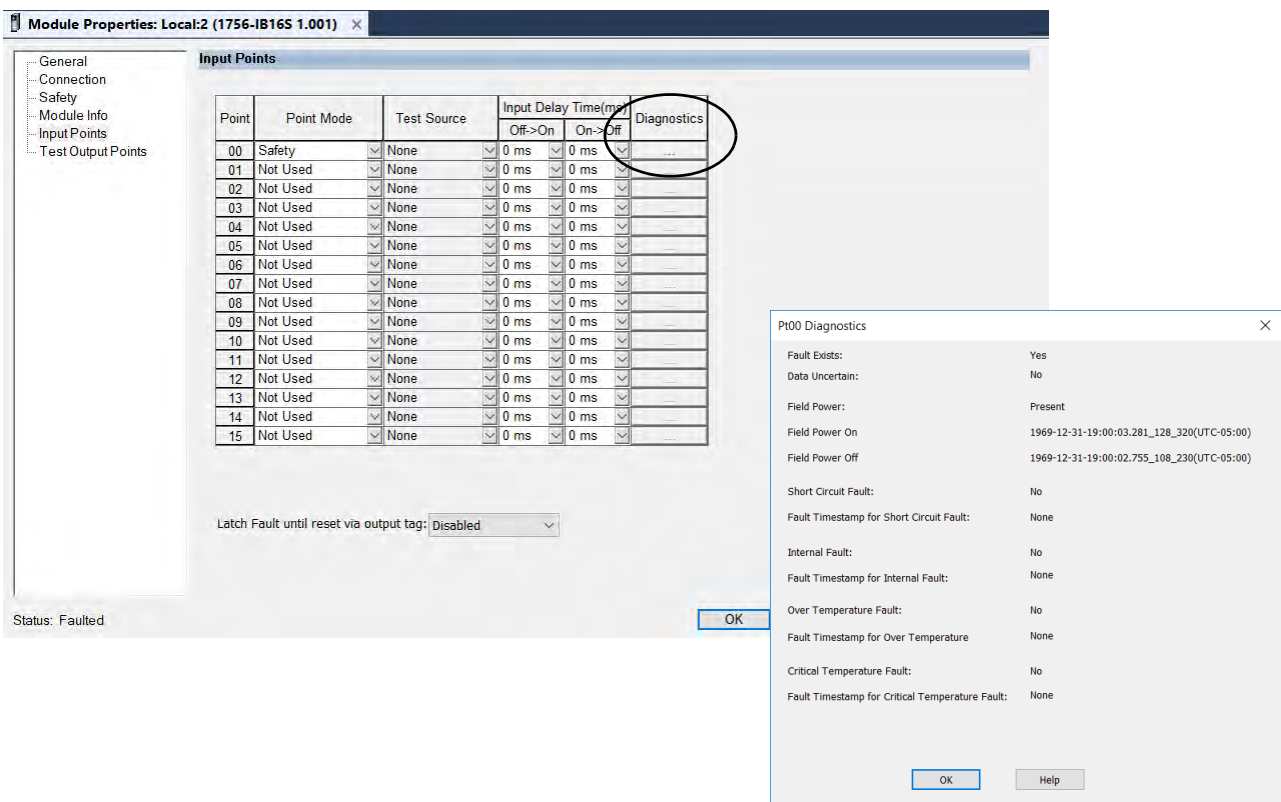 Module Properties: Local:2 (1756-IB16S 1.001) ×
General
Connection
Safety
Module Info
Input Points
Test Output Points
Input Points
Point Point Mode Test Source Input Delay Time(ms) Diagnostics
Off->On On->Off
00 Safety None 0 ms 0 ms ...
01 Not Used None 0 ms 0 ms ...
02 Not Used None 0 ms 0 ms ...
03 Not Used None 0 ms 0 ms ...
04 Not Used None 0 ms 0 ms ...
05 Not Used None 0 ms 0 ms ...
06 Not Used None 0 ms 0 ms ...
07 Not Used None 0 ms 0 ms ...
08 Not Used None 0 ms 0 ms ...
09 Not Used None 0 ms 0 ms ...
10 Not Used None 0 ms 0 ms ...
11 Not Used None 0 ms 0 ms ...
12 Not Used None 0 ms 0 ms ...
13 Not Used None 0 ms 0 ms ...
14 Not Used None 0 ms 0 ms ...
15 Not Used None 0 ms 0 ms ...
Latch Fault until reset via output tag: Disabled
Status: Faulted
OK
Pt00 Diagnostics
Fault Exists: Yes
Data Uncertain: No
Field Power: Present
Field Power On 1969-12-31-19:00:03.281_128_320(UTC-05:00)
Field Power Off 1969-12-31-19:00:02.755_108_230(UTC-05:00)
Short Circuit Fault: No
Fault Timestamp for Short Circuit Fault: None
Internal Fault: No
Fault Timestamp for Internal Fault: None
Over Temperature Fault: No
Fault Timestamp for Over Temperature None
Critical Temperature Fault: No
Fault Timestamp for Critical Temperature Fault: None
OK Help